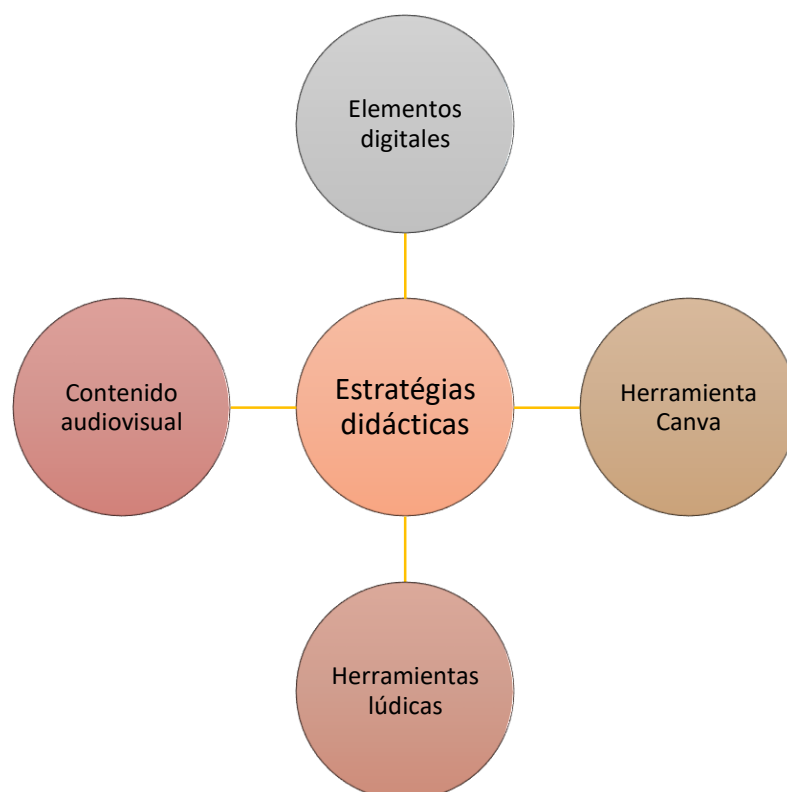 Elementos
digitales
Contenido
audiovisual
Estratégias
didácticas
Herramienta
Canva
Herramientas
lúdicas